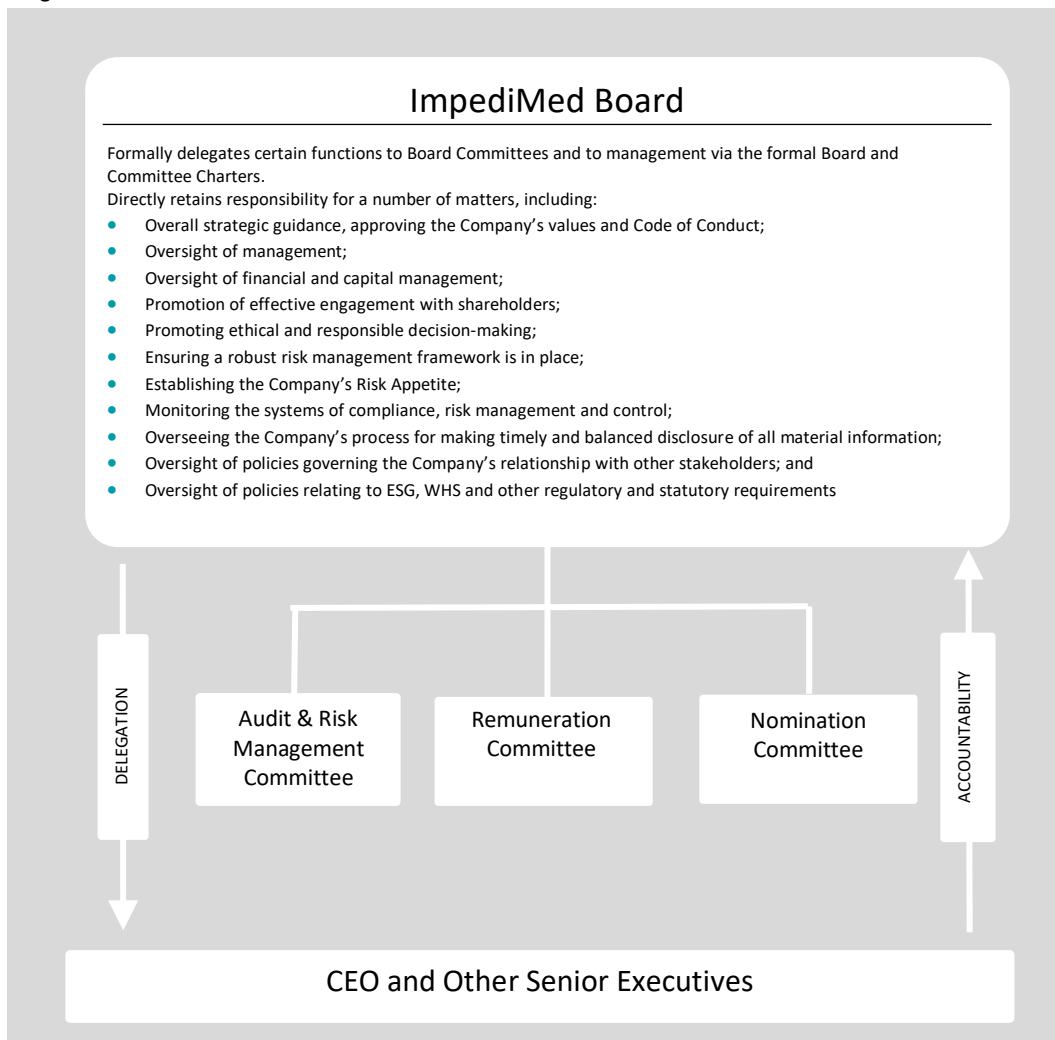 ImpediMed Board
Formally delegates certain functions to Board Committees and to management via the formal Board and
Committee Charters.
Directly retains responsibility for a number of matters, including:
• Overall strategic guidance, approving the Company’s values and Code of Conduct;
• Oversight of management;
• Oversight of financial and capital management;
• Promotion of effective engagement with shareholders;
• Promoting ethical and responsible decision-making;
• Ensuring a robust risk management framework is in place;
• Establishing the Company’s Risk Appetite;
• Monitoring the systems of compliance, risk management and control;
• Overseeing the Company’s process for making timely and balanced disclosure of all material information;
• Oversight of policies governing the Company’s relationship with other stakeholders; and
• Oversight of policies relating to ESG, WHS and other regulatory and statutory requirements
DELEGATION
Audit & Risk
Management
Committee
Remuneration
Committee
Nomination
Committee
ACCOUNTABILITY
CEO and Other Senior Executives